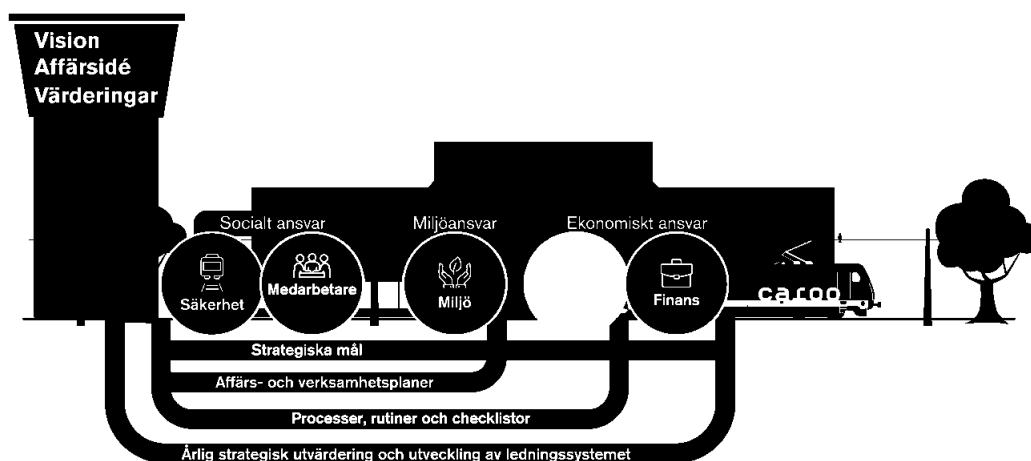 Vision
Affärsidé
Värderingar
Socialt ansvar
Miljöansvar
Ekonomiskt ansvar
Säkerhet
Medarbetare
Miljö
Finans
Strategiska mål
Affärs- och verksamhetsplaner
Processer, rutiner och checklistor
Årlig strategisk utvärdering och utveckling av ledningssystemet